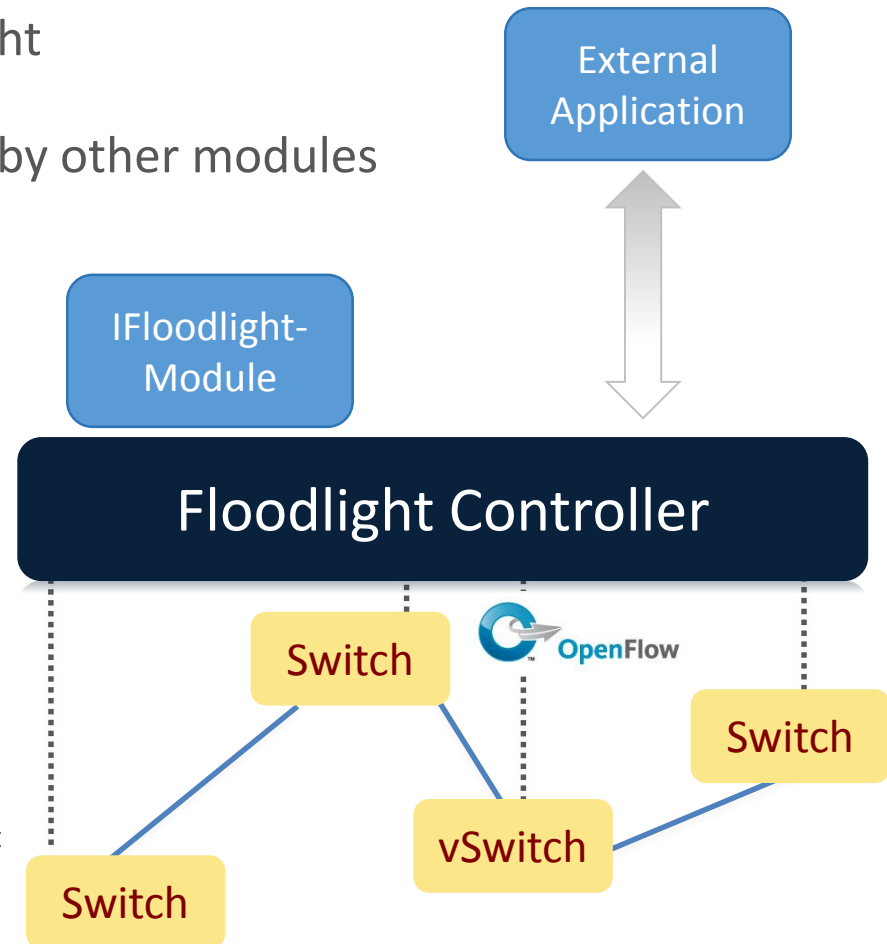 ht
by other modules
External
Application
IFloodlight-
Module
Floodlight Controller
Switch
OpenFlow
Switch
vSwitch
Switch